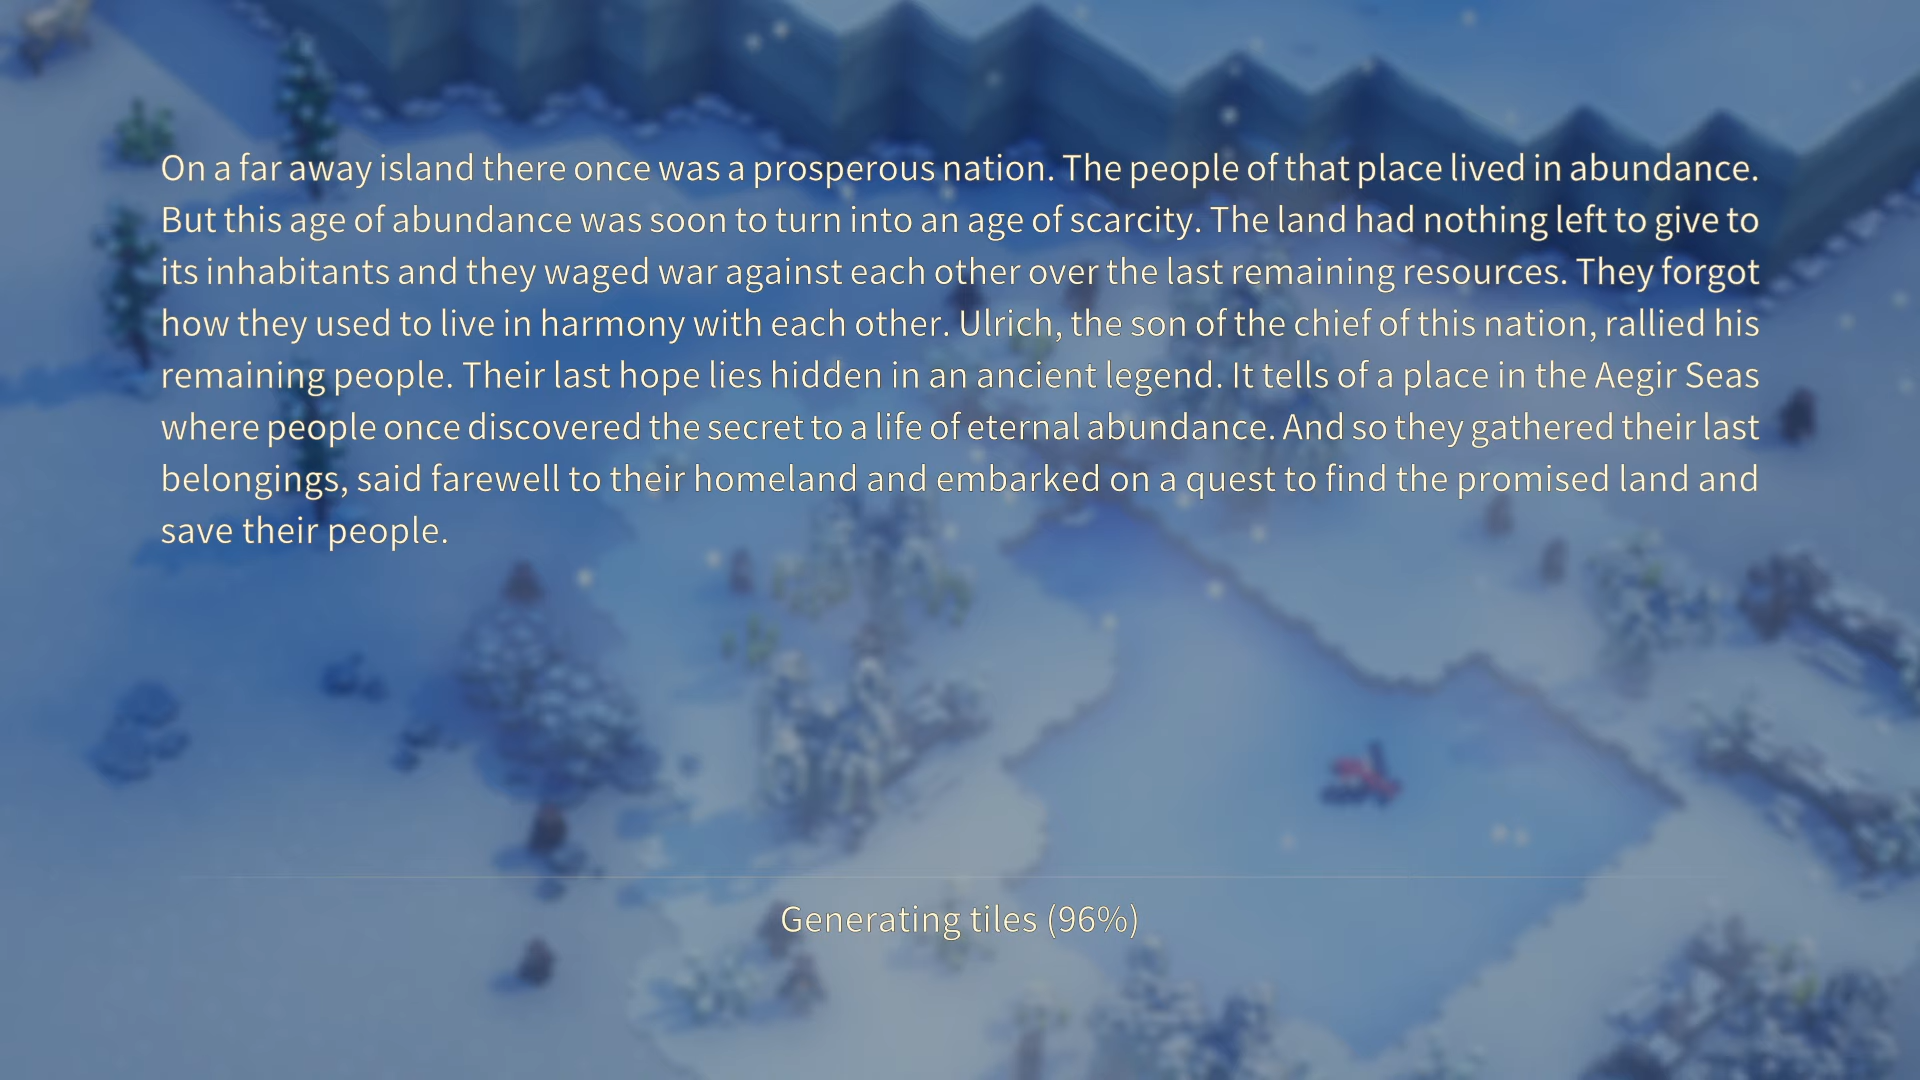 On a far away island there once was a prosperous nation. The people of that place lived in abundance.
But this age of abundance was soon to turn into an age of scarcity. The land had nothing left to give to
its inhabitants and they waged war against each other over the last remaining resources. They forgot
how they used to live in harmony with each other. Ulrich, the son of the chief of this nation, rallied his
remaining people. Their last hope lies hidden in an ancient legend. It tells of a place in the Aegir Seas
where people once discovered the secret to a life of eternal abundance. And so they gathered their last
belongings, said farewell to their homeland and embarked on a quest to find the promised land and
save their people.
Generating tiles (96%)